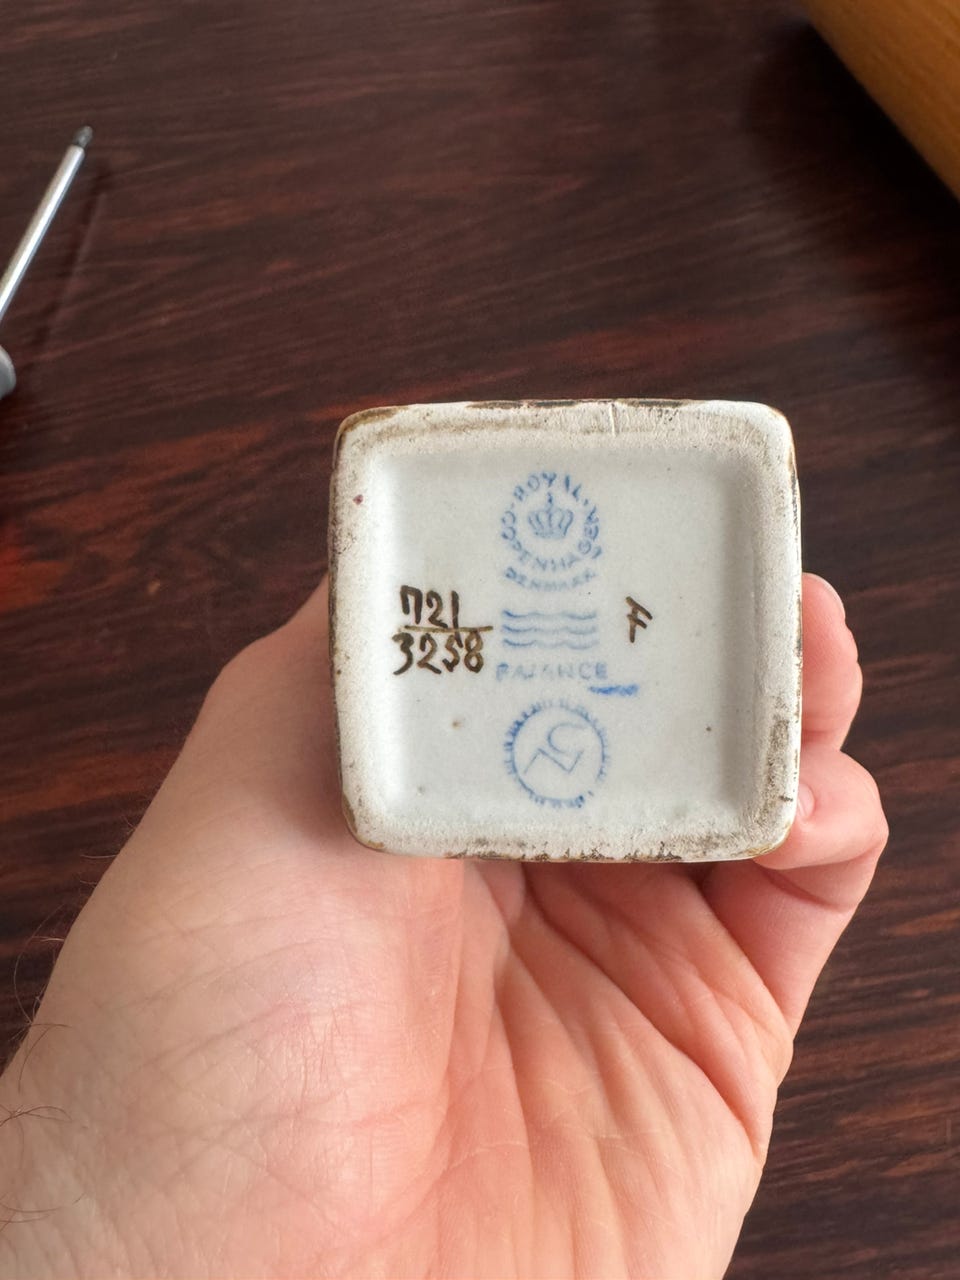 ROYAL
COPENHAGEN
DENMARK
721
3258
FAJANCE